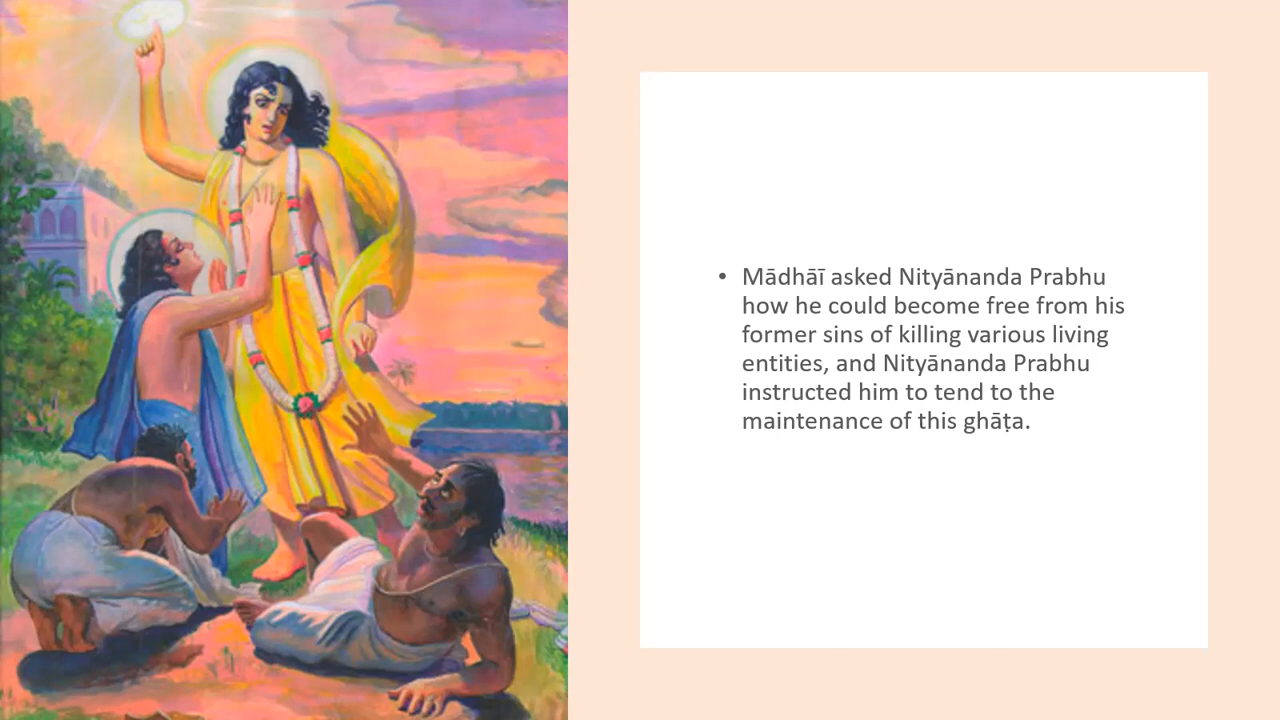 • Mādhāī asked Nityānanda Prabhu
how he could become free from his
former sins of killing various living
entities, and Nityānanda Prabhu
instructed him to tend to the
maintenance of this ghāṭa.